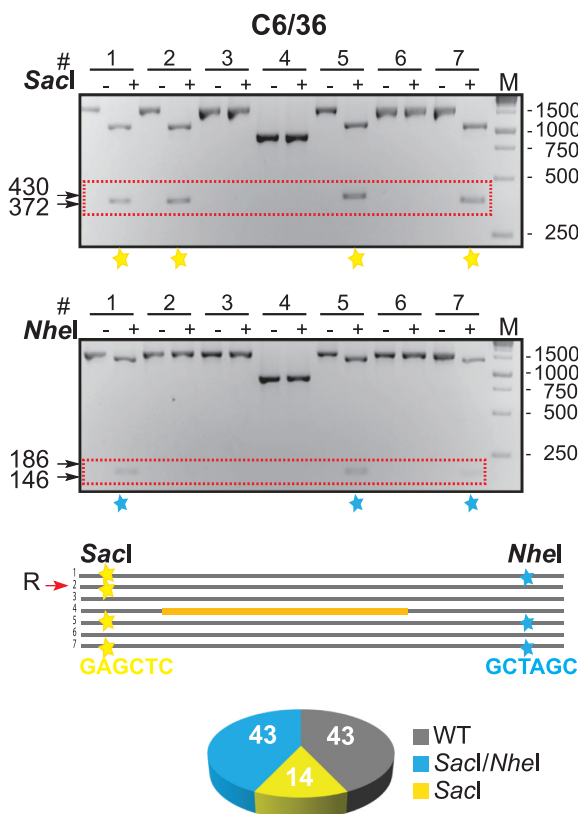 C6/36
# 1 2 3 4 5 6 7
SacI - + - + - + - + - + - + - + M
- 1500
- 1000
- 750
- 500
430
372
- 250
# 1 2 3 4 5 6 7
NheI - + - + - + - + - + - + - + M
- 1500
- 1000
- 750
- 500
- 250
186
146
SacI NheI
1
R 2
3
4
5
6
7
GAGCTC GCTAGC
43 43
14
WT
SacI/NheI
SacI